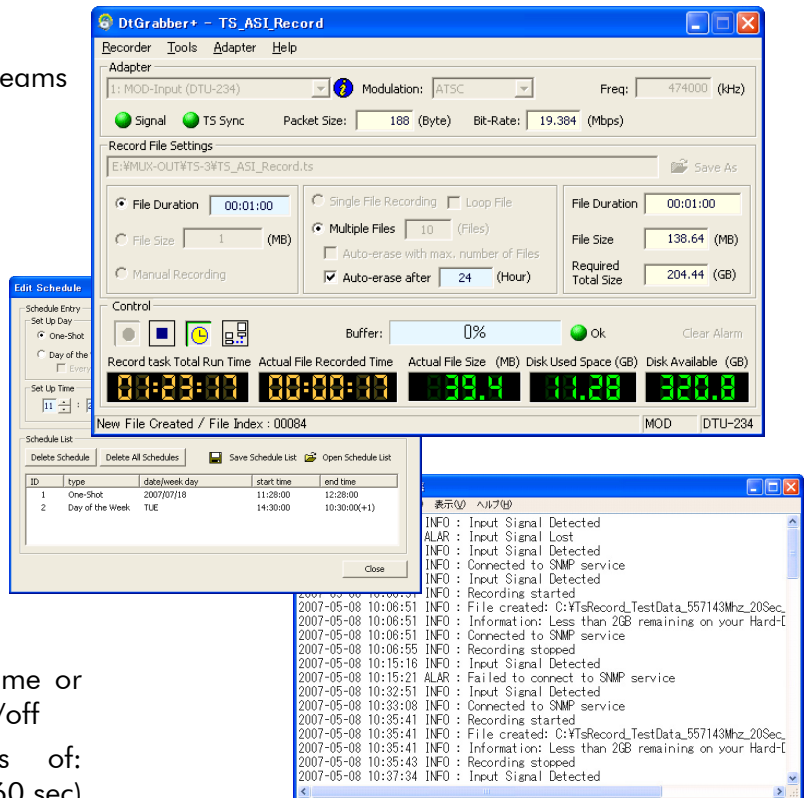 DtGrabber+ - TS_ASI_Record
Recorder Tools Adapter Help
eams
Adapter
1: MOD-Input (DTU-234) Modulation: ATSC Freq: 474000 (kHz)
Signal TS Sync Packet Size: 188 (Byte) Bit-Rate: 19.384 (Mbps)
Record File Settings
E:¥MUX-OUT¥TS-3¥TS_ASI_Record.ts Save As
File Duration 00:01:00
File Size 1 (MB)
Manual Recording
Single File Recording Loop File
Multiple Files 10 (Files)
Auto-erase with max. number of Files
Auto-erase after 24 (Hour)
File Duration 00:01:00
File Size 138.64 (MB)
Required
Total Size 204.44 (GB)
Control
Buffer: 0% Ok Clear Alarm
Record task Total Run Time Actual File Recorded Time Actual File Size (MB) Disk Used Space (GB) Disk Available (GB)
01:23:17 00:00:17 39.4 11.28 320.8
New File Created / File Index : 00084 MOD DTU-234
Edit Schedule
Schedule Entry
Set Up Day
One-Shot
Day of the
Every
Set Up Time
11 :
Schedule List
Delete Schedule Delete All Schedules Save Schedule List Open Schedule List
ID type date/week day start time end time
1 One-Shot 2007/07/18 11:28:00 12:28:00
2 Day of the Week TUE 14:30:00 10:30:00(+1)
Close
表示(V) ヘルプ(H)
INFO : Input Signal Detected
ALAR : Input Signal Lost
INFO : Input Signal Detected
INFO : Connected to SNMP service
INFO : Input Signal Detected
INFO : Recording started
2007-05-08 10:06:51 INFO : File created: C:¥TsRecord_TestData_557143Mhz_20Sec_
2007-05-08 10:06:51 INFO : Information: Less than 2GB remaining on your Hard-D
2007-05-08 10:06:51 INFO : Connected to SNMP service
2007-05-08 10:06:55 INFO : Recording stopped
2007-05-08 10:15:16 INFO : Input Signal Detected
2007-05-08 10:15:21 ALAR : Failed to connect to SNMP service
2007-05-08 10:32:51 INFO : Input Signal Detected
2007-05-08 10:33:08 INFO : Connected to SNMP service
2007-05-08 10:35:41 INFO : Recording started
2007-05-08 10:35:41 INFO : File created: C:¥TsRecord_TestData_557143Mhz_20Sec_
2007-05-08 10:35:41 INFO : Information: Less than 2GB remaining on your Hard-D
2007-05-08 10:35:43 INFO : Recording stopped
2007-05-08 10:37:34 INFO : Input Signal Detected
me or
/off
s of:
60 sec)